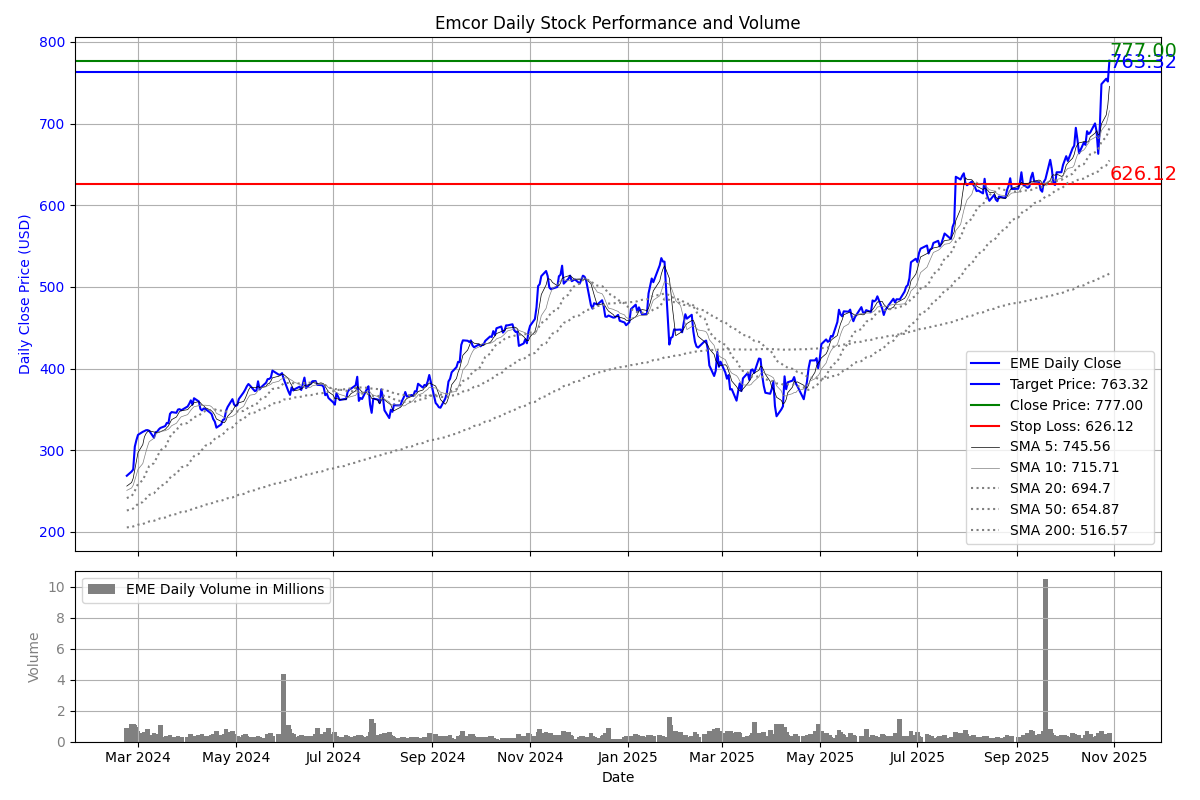 Emcor Daily Stock Performance and Volume
800
700
600
500
400
300
200
Daily Close Price (USD)
777.00
763.32
626.12
EME Daily Close
Target Price: 763.32
Close Price: 777.00
Stop Loss: 626.12
SMA 5: 745.56
SMA 10: 715.71
SMA 20: 694.7
SMA 50: 654.87
SMA 200: 516.57
EME Daily Volume in Millions
10
8
6
4
2
0
Volume
Mar 2024 May 2024 Jul 2024 Sep 2024 Nov 2024 Jan 2025 Mar 2025 May 2025 Jul 2025 Sep 2025 Nov 2025
Date